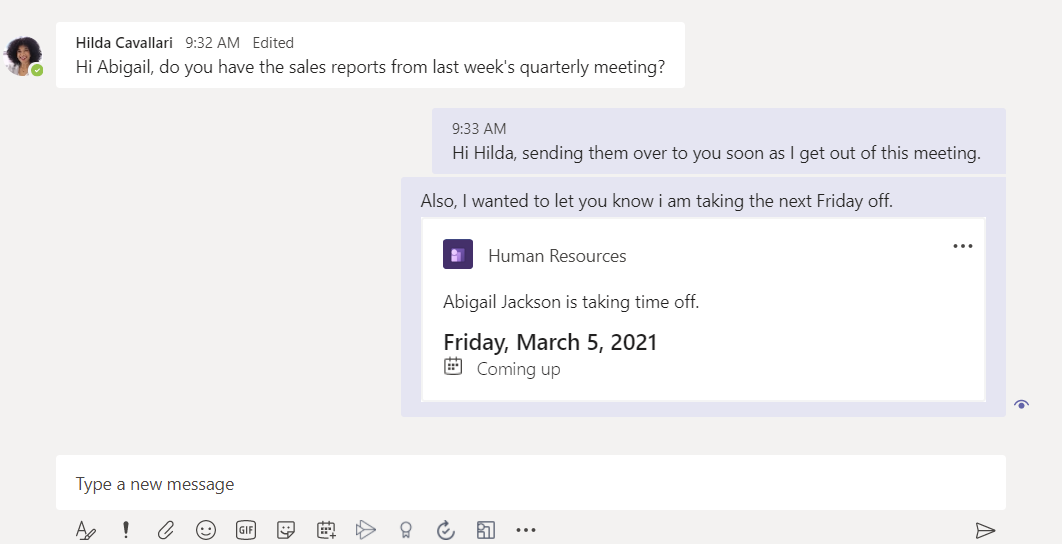 Hilda Cavallari 9:32 AM Edited
Hi Abigail, do you have the sales reports from last week's quarterly meeting?
9:33 AM
Hi Hilda, sending them over to you soon as I get out of this meeting.
Also, I wanted to let you know i am taking the next Friday off.
Human Resources
Abigail Jackson is taking time off.
Friday, March 5, 2021
Coming up
Type a new message
GIF